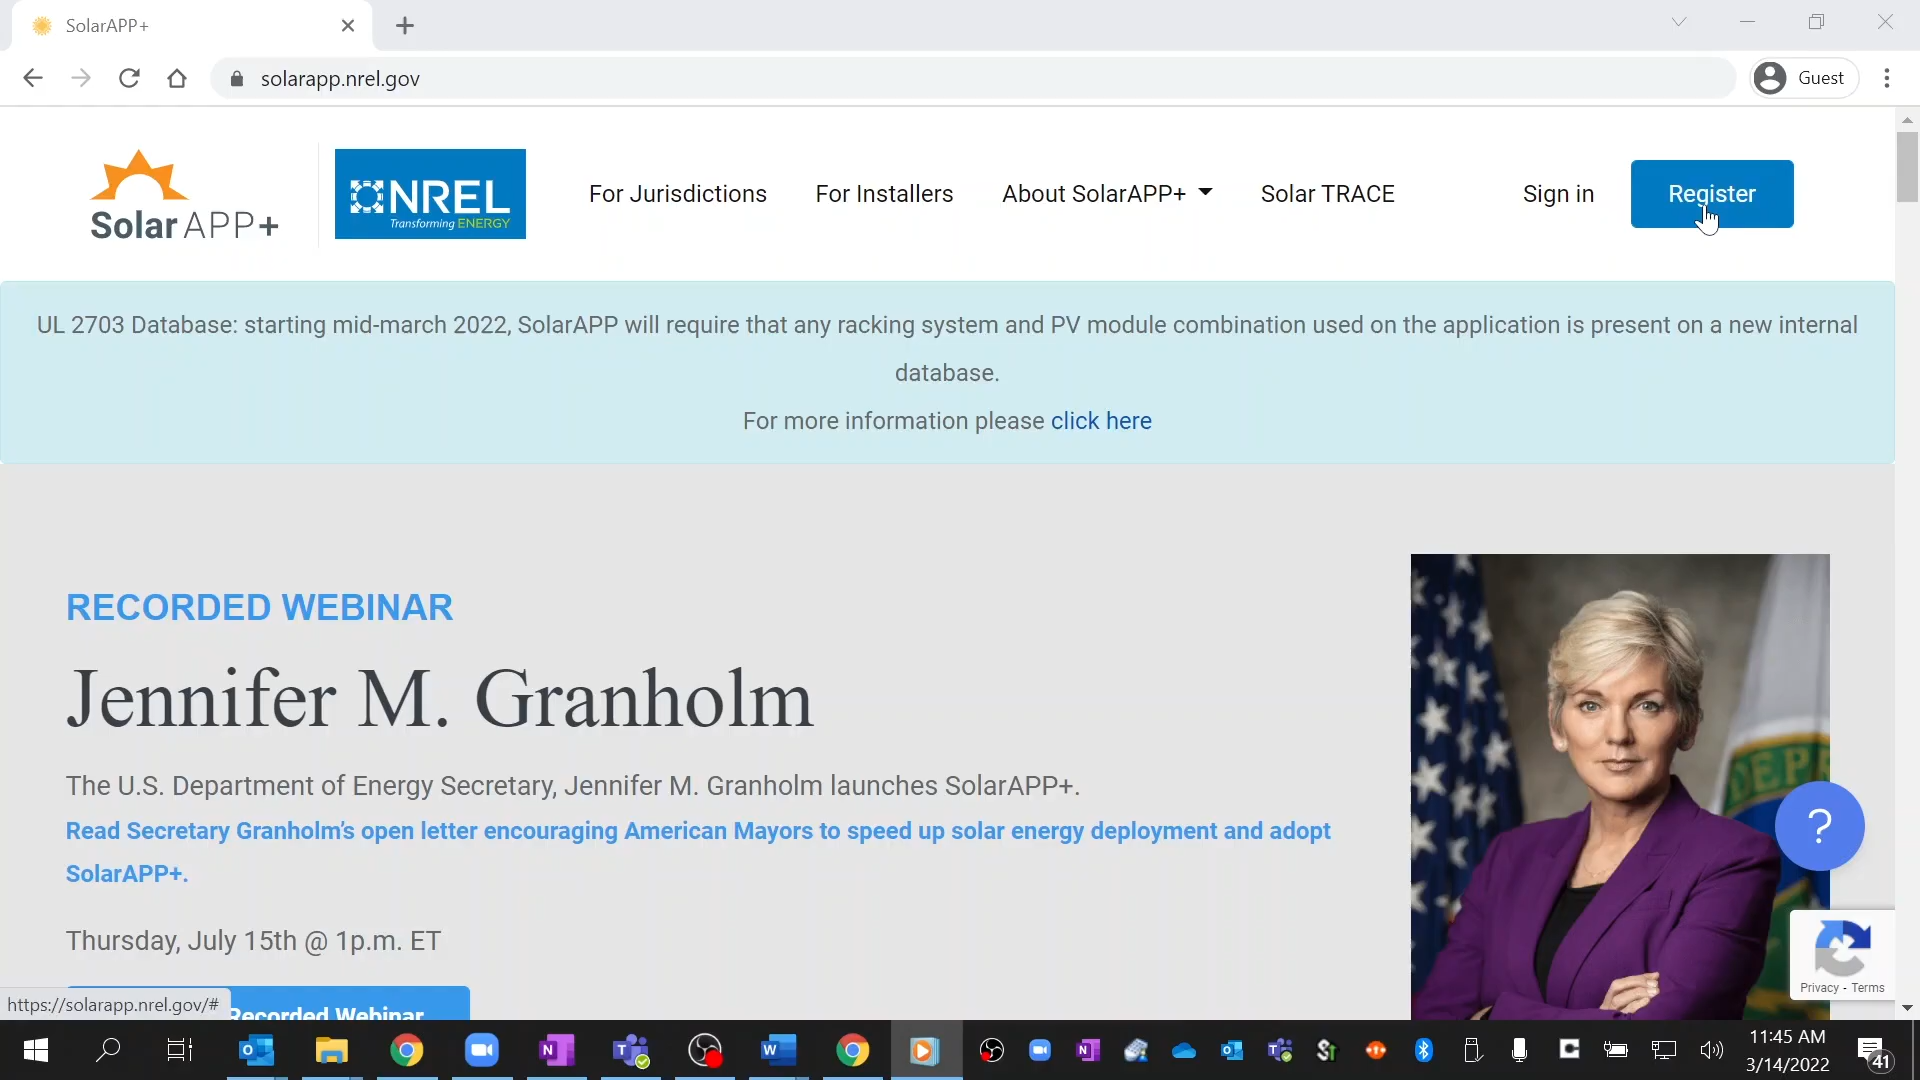 SolarAPP+
solarapp.nrel.gov
Guest
SolarAPP+
NREL
Transforming ENERGY
For Jurisdictions
For Installers
About SolarAPP+
Solar TRACE
Sign in
Register
UL 2703 Database: starting mid-march 2022, SolarAPP will require that any racking system and PV module combination used on the application is present on a new internal
database.
For more information please click here
RECORDED WEBINAR
Jennifer M. Granholm
The U.S. Department of Energy Secretary, Jennifer M. Granholm launches SolarAPP+.
Read Secretary Granholm's open letter encouraging American Mayors to speed up solar energy deployment and adopt
SolarAPP+.
Thursday, July 15th @ 1p.m. ET
DEPR
?
Privacy - Terms
https://solarapp.nrel.gov/#
Recorded Webinar
11:45 AM
3/14/2022
41